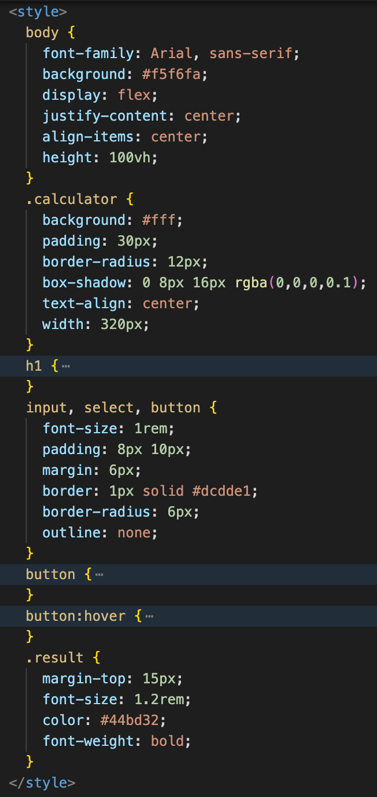 <style>
body {
font-family: Arial, sans-serif;
background: #f5f6fa;
display: flex;
justify-content: center;
align-items: center;
height: 100vh;
}
.calculator {
background: #fff;
padding: 30px;
border-radius: 12px;
box-shadow: 0 8px 16px rgba(0,0,0,0.1);
text-align: center;
width: 320px;
}
h1 {⋯
}
input, select, button {
font-size: 1rem;
padding: 8px 10px;
margin: 6px;
border: 1px solid #dcdde1;
border-radius: 6px;
outline: none;
}
button {⋯
}
button:hover {⋯
}
.result {
margin-top: 15px;
font-size: 1.2rem;
color: #44bd32;
font-weight: bold;
}
</style>